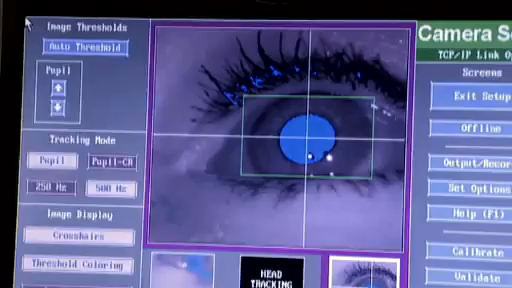 Image Thresholds
Auto Threshold
Pupil
Tracking Mode
Pupil
Pupil-CR
250 Hz
500 Hz
Image Display
Crosshairs
Threshold Coloring
HEAD
TRACKING
Camera Se
TCP/IP Link O
Screens
Exit Setup
Offline
Output/Recor
Set Options
Help (F1)
Calibrate
Validate